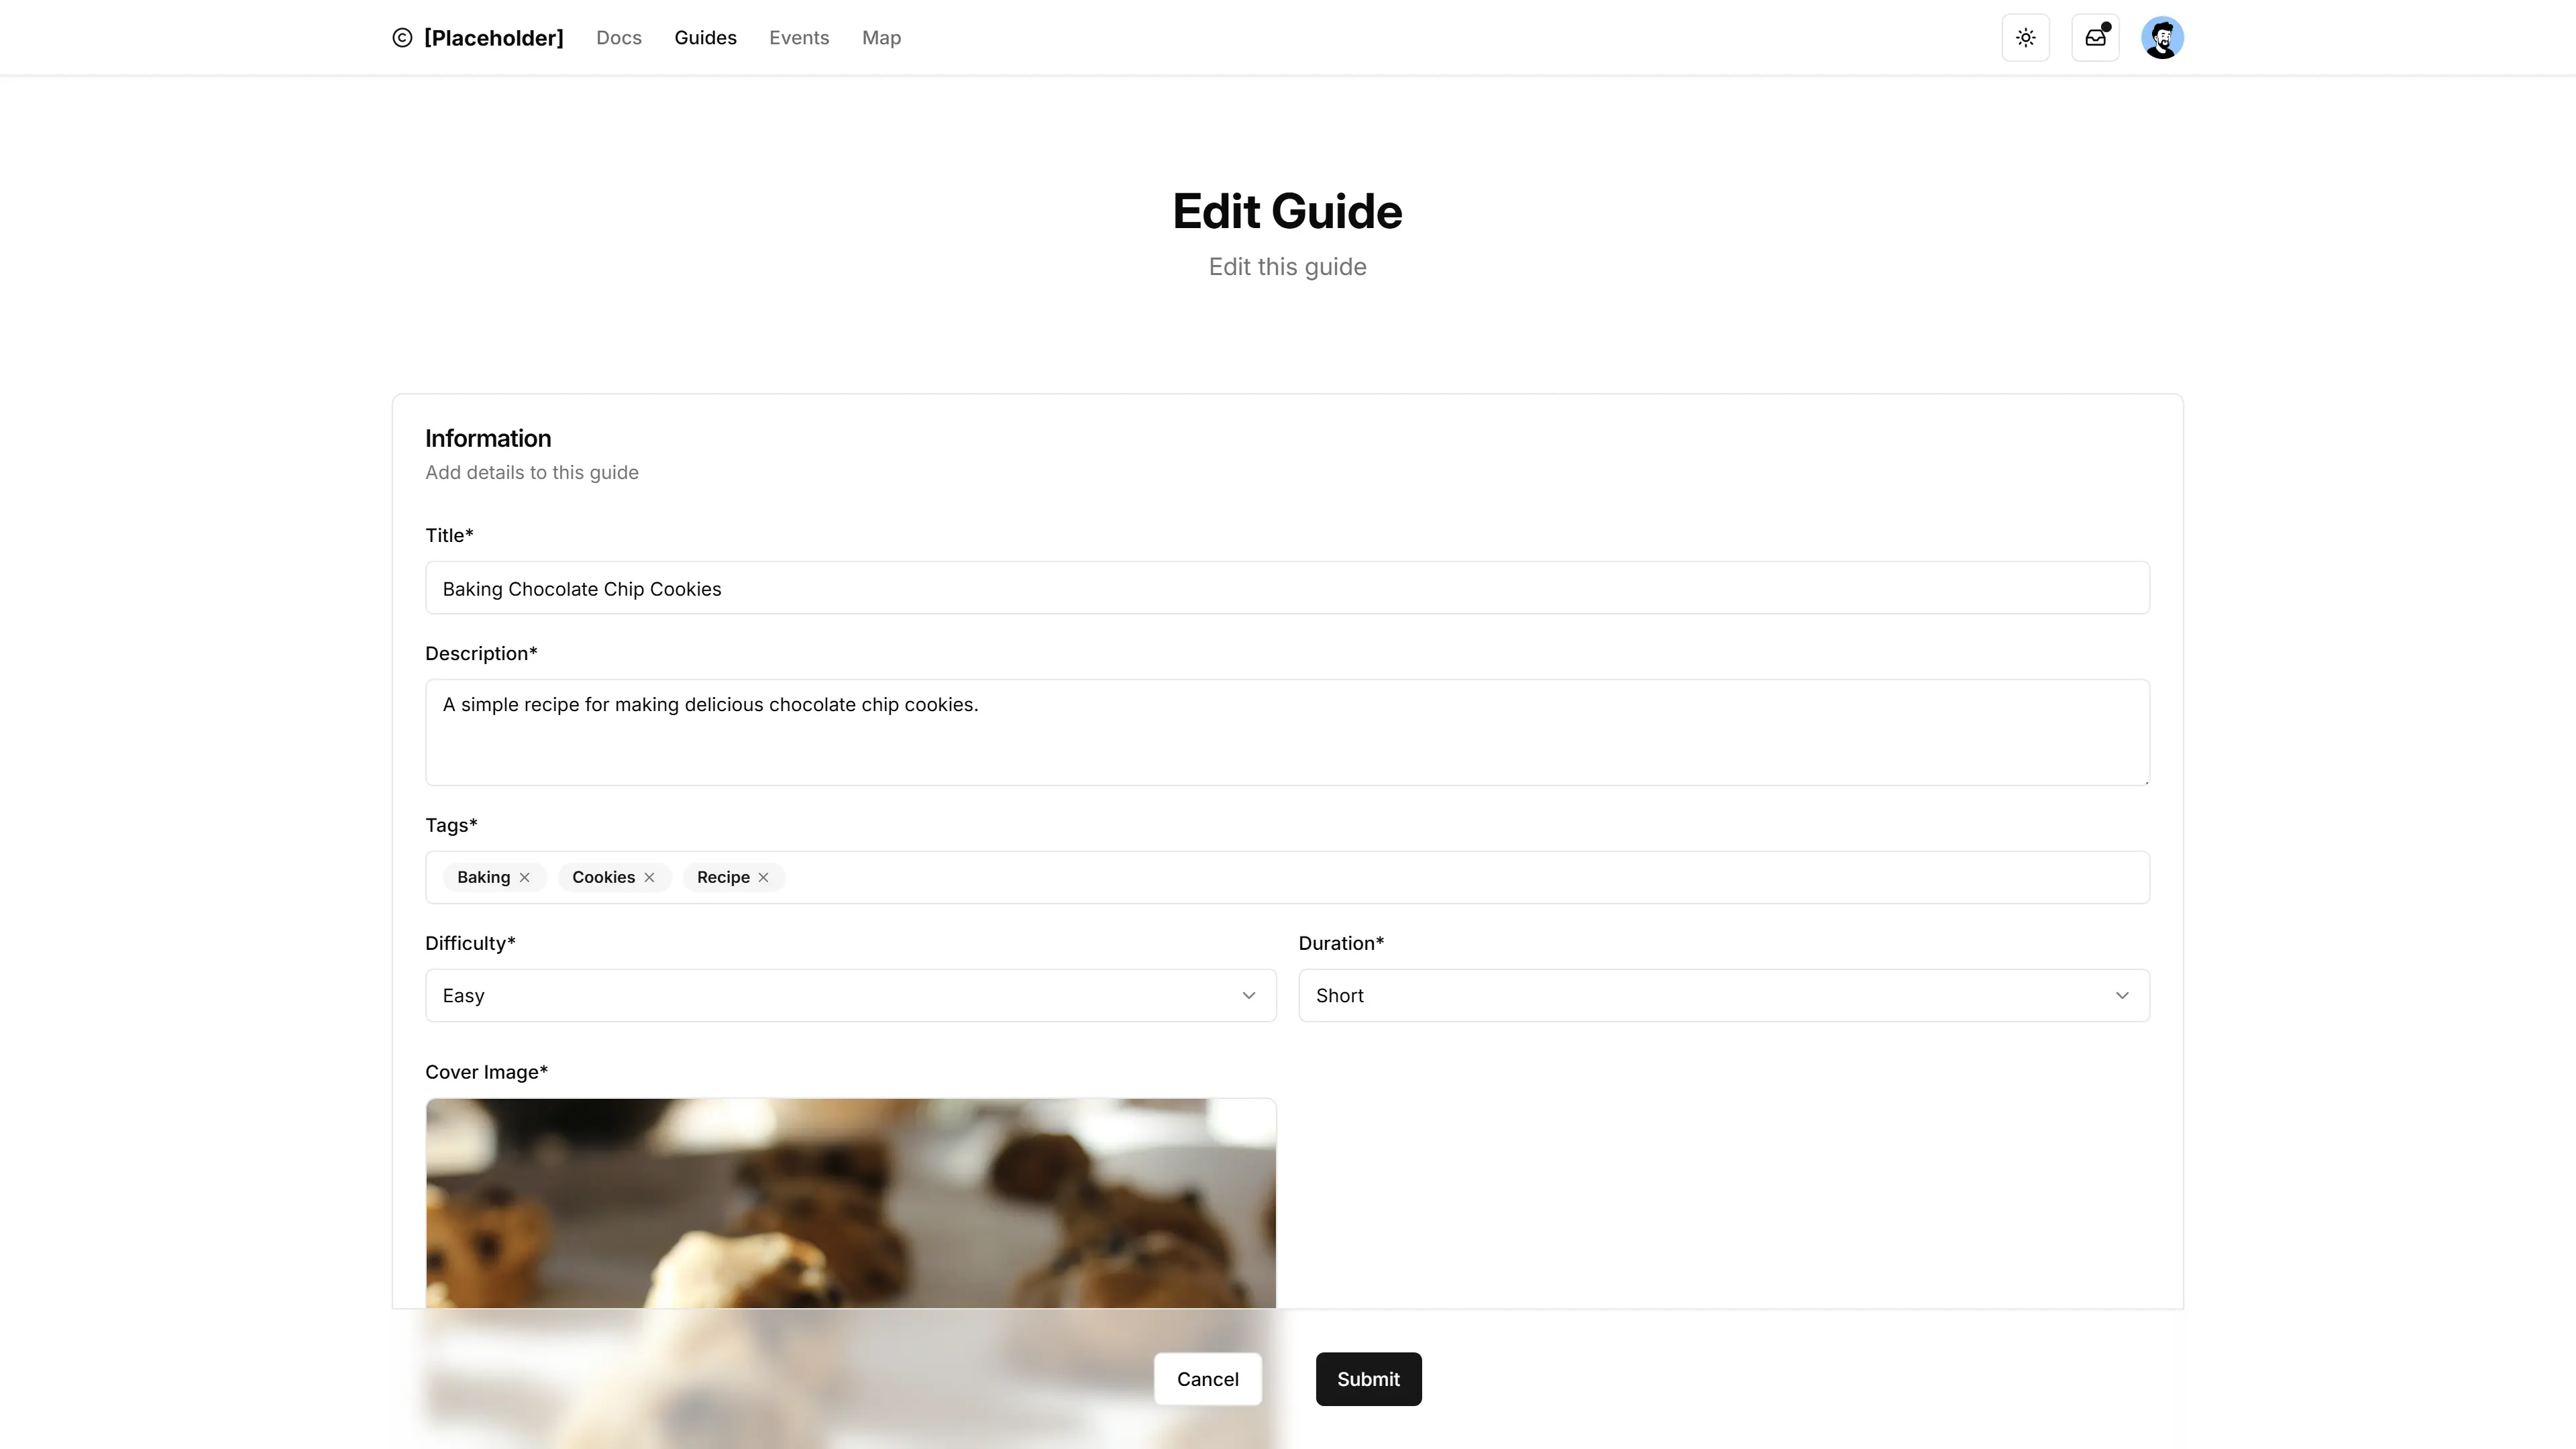 © [Placeholder] Docs Guides Events Map
Edit Guide
Edit this guide
Information
Add details to this guide
Title*
Baking Chocolate Chip Cookies
Description*
A simple recipe for making delicious chocolate chip cookies.
Tags*
Baking Cookies Recipe
Difficulty* Duration*
Easy Short
Cover Image*
Cancel Submit